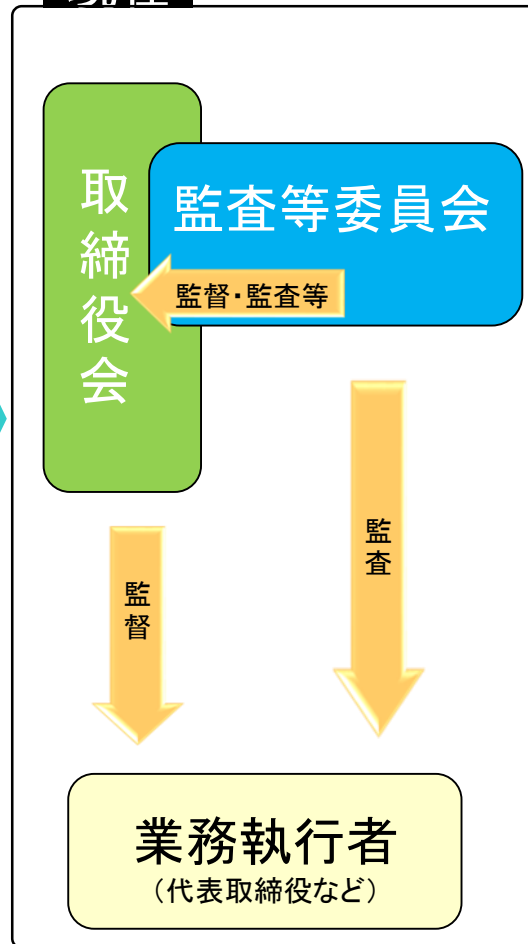 取締役会
監査等委員会
監督・監査等
監査
監督
業務執行者
（代表取締役など）